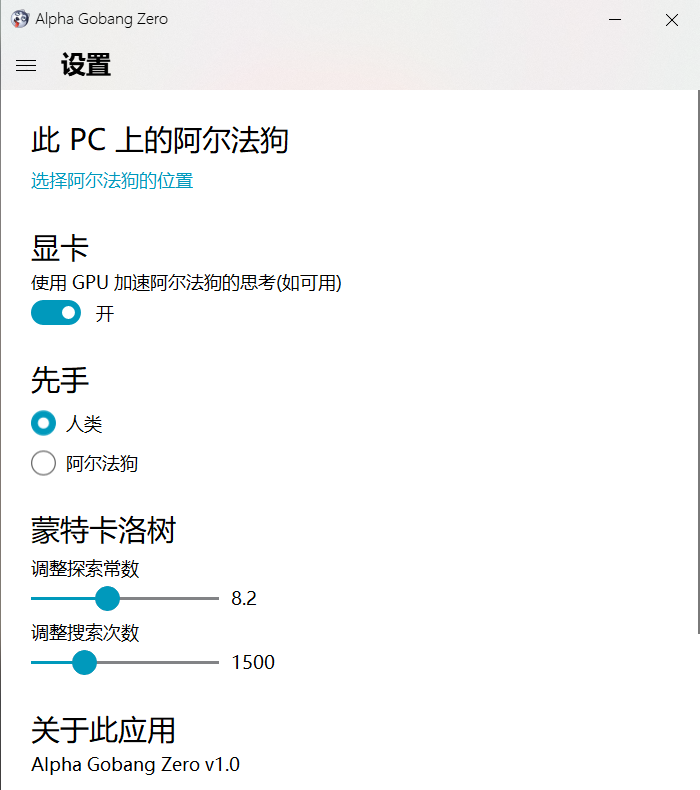 Alpha Gobang Zero
设置
此 PC 上的阿尔法狗
选择阿尔法狗的位置
显卡
使用 GPU 加速阿尔法狗的思考(如可用)
开
先手
人类
阿尔法狗
蒙特卡洛树
调整探索常数
8.2
调整搜索次数
1500
关于此应用
Alpha Gobang Zero v1.0